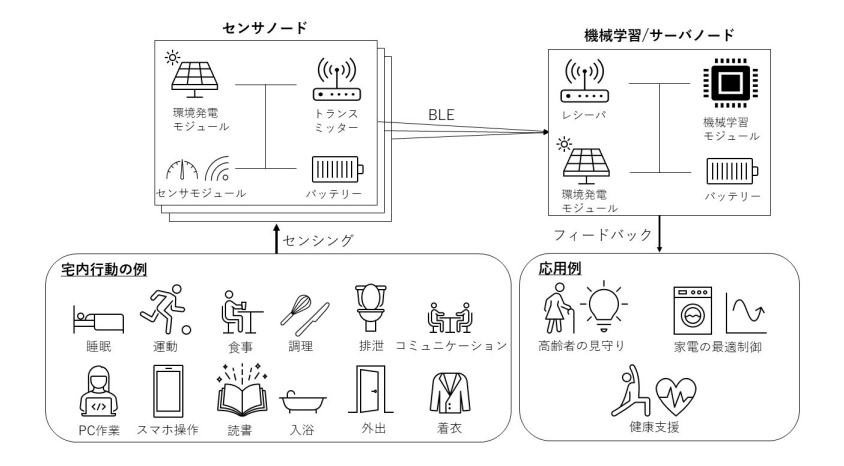 センサノード
機械学習/サーバノード
環境発電
モジュール
トランス
ミッター
センサモジュール
バッテリー
BLE
レシーバ
機械学習
モジュール
環境発電
モジュール
バッテリー
センシング
フィードバック
宅内行動の例
睡眠
運動
食事
調理
排泄
コミュニケーション
PC作業
スマホ操作
読書
入浴
外出
着衣
応用例
高齢者の見守り
家電の最適制御
健康支援